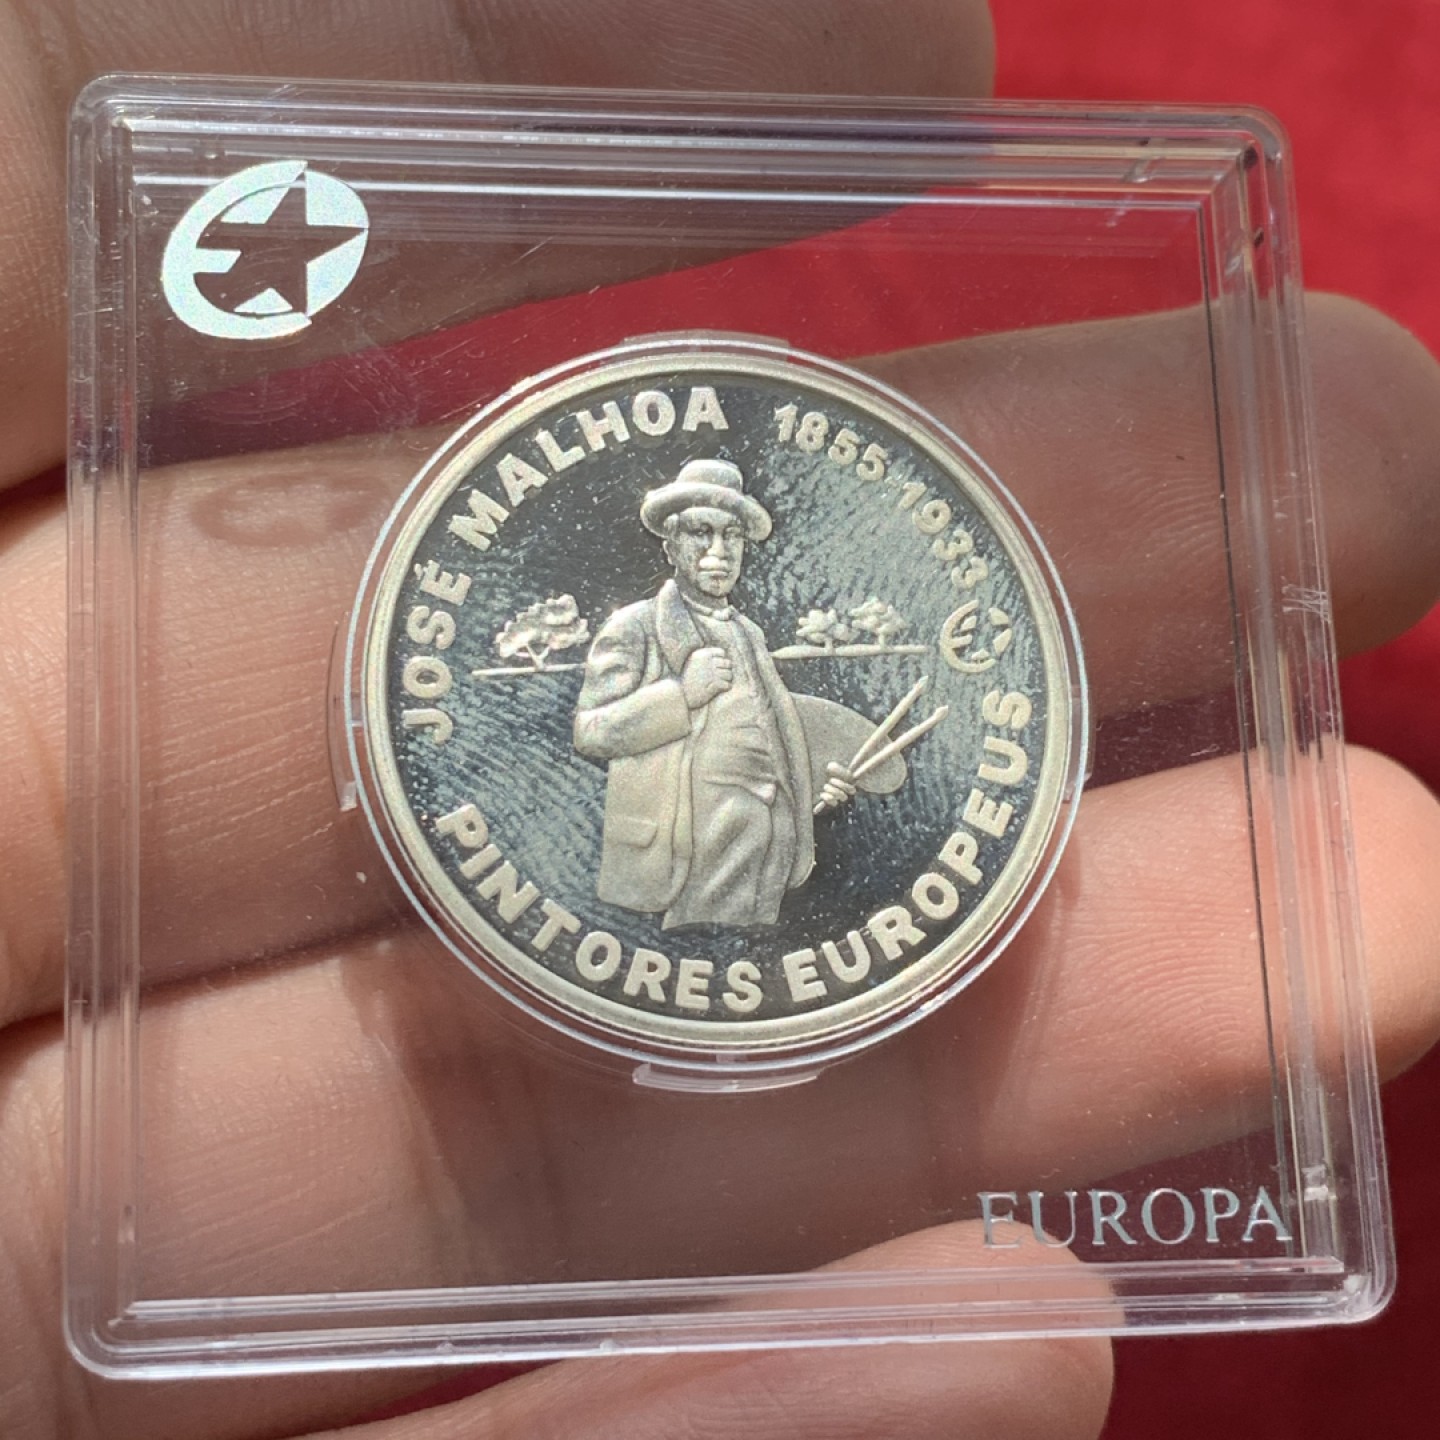 JOSÉ MALHOA 1855-1933
PINTORES EUROPEUS
EUROPA